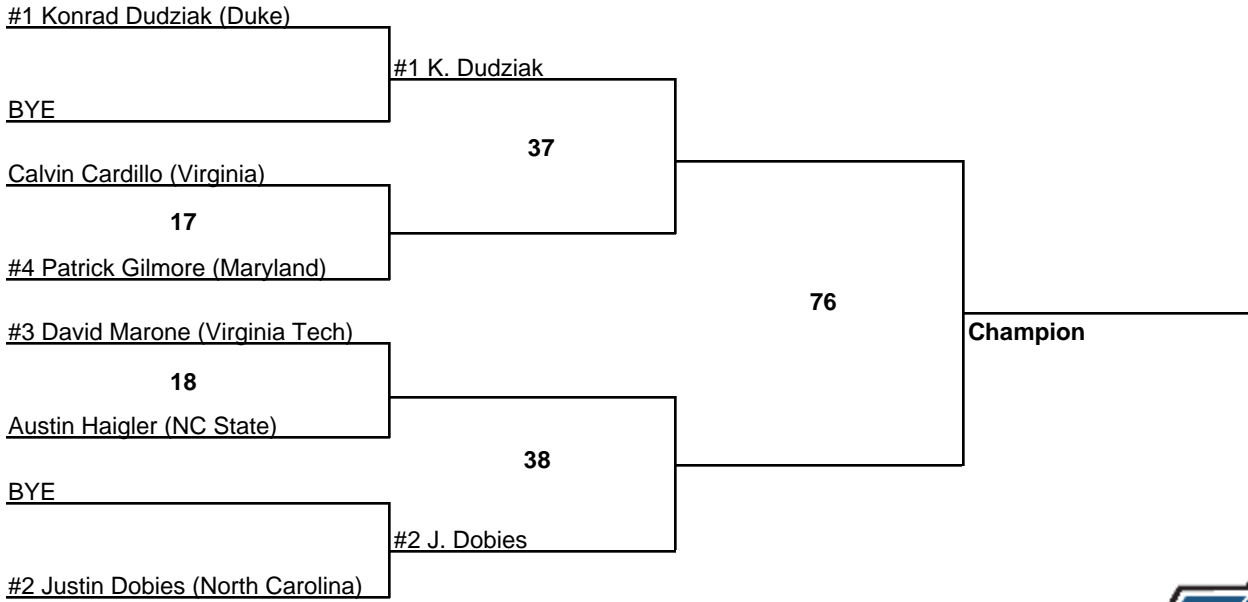 #1 Konrad Dudziak (Duke)
#1 K. Dudziak
BYE
37
Calvin Cardillo (Virginia)
17
#4 Patrick Gilmore (Maryland)
76
#3 David Marone (Virginia Tech)
Champion
18
Austin Haigler (NC State)
38
BYE
#2 J. Dobies
#2 Justin Dobies (North Carolina)